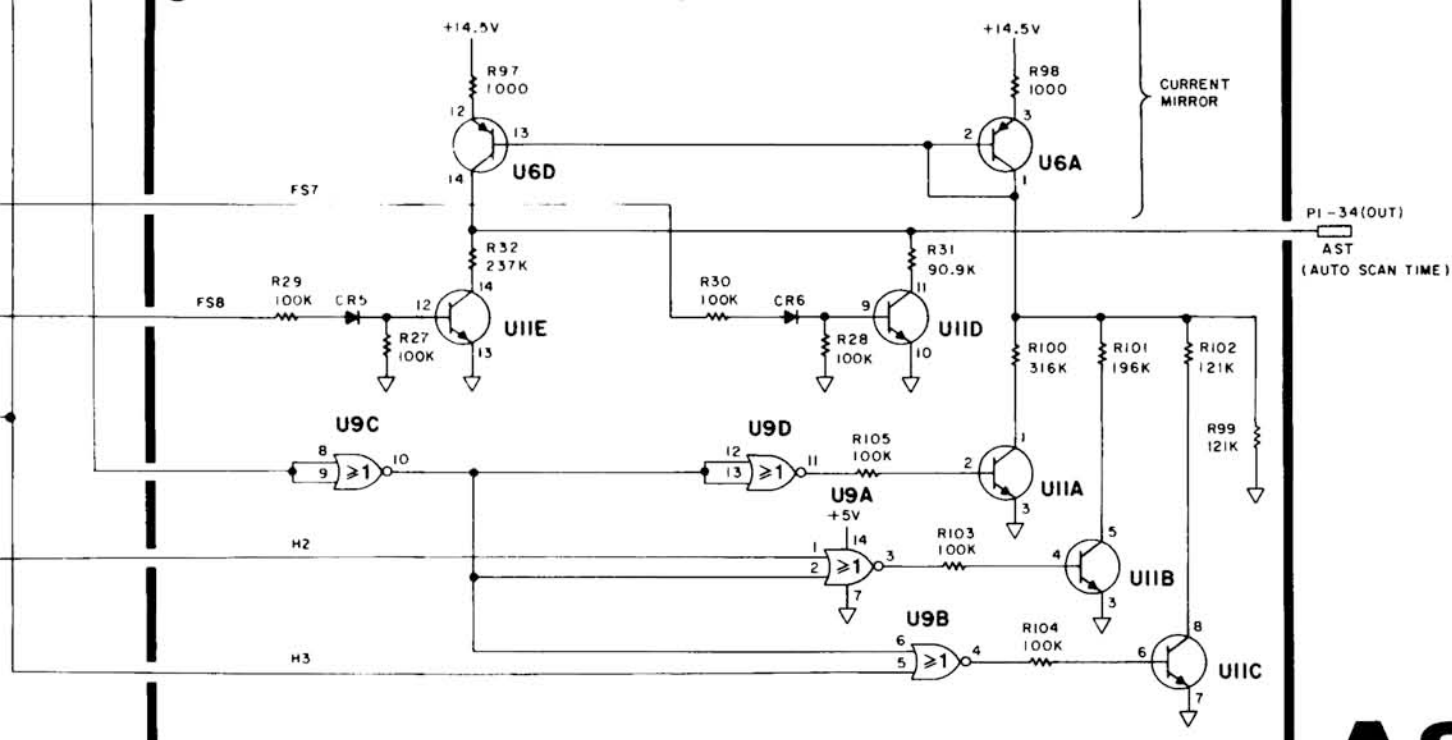 +14.5V
+14.5V
R97
1000
R98
1000
CURRENT
MIRROR
12
13
U6D
14
2
3
U6A
1
FS7
P1-34(OUT)
AST
(AUTO SCAN TIME)
R32
237K
R31
90.9K
R29
100K
CR5
FS8
12
14
U11E
13
R27
100K
R30
100K
CR6
9
11
U11D
10
R28
100K
R100
316K
R101
196K
R102
121K
R99
121K
U9C
8
9
≥1
10
U9D
12
13
≥1
11
R105
100K
2
1
U11A
3
U9A
+5V
14
H2
1
2
≥1
3
7
R103
100K
4
5
U11B
3
U9B
6
5
≥1
4
H3
R104
100K
6
8
U11C
7